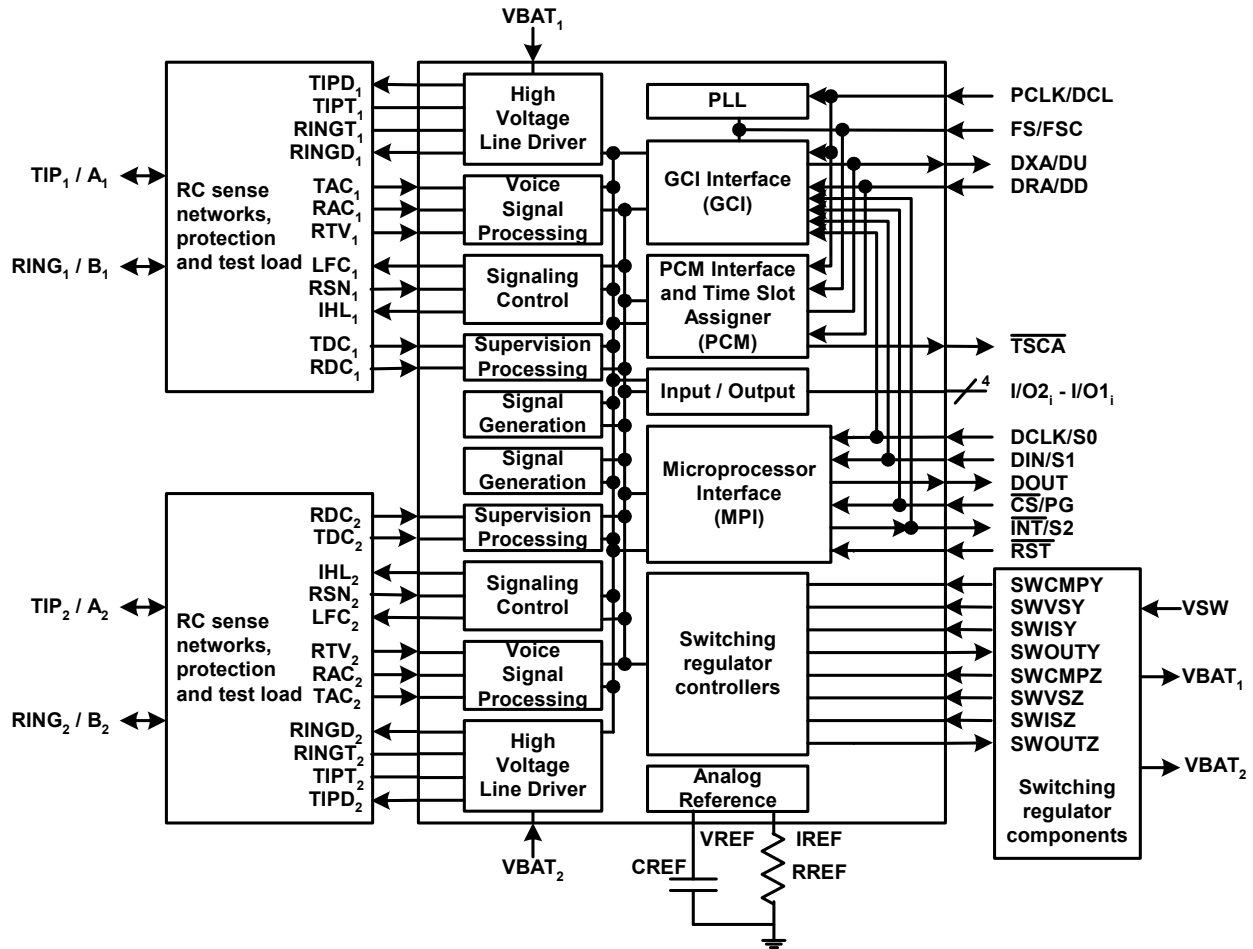 VBAT₁
TIPD₁
TIPT₁
RINGT₁
RINGD₁
TIP₁ / A₁
RC sense
networks,
protection
and test load
TAC₁
RAC₁
RTV₁
RING₁ / B₁
LFC₁
RSN₁
IHL₁
TDC₁
RDC₁
High
Voltage
Line Driver
Voice
Signal
Processing
Signaling
Control
Supervision
Processing
Signal
Generation
Signal
Generation
Supervision
Processing
Signaling
Control
Voice
Signal
Processing
High
Voltage
Line Driver
RDC₂
TDC₂
IHL₂
RSN₂
LFC₂
TIP₂ / A₂
RC sense
networks,
protection
and test load
RTV₂
RAC₂
TAC₂
RING₂ / B₂
RINGD₂
RINGT₂
TIPT₂
TIPD₂
VBAT₂
PLL
GCI Interface
(GCI)
PCM Interface
and Time Slot
Assigner
(PCM)
Input / Output
Microprocessor
Interface
(MPI)
Switching
regulator
controllers
Analog
Reference
VREF
IREF
CREF
RREF
PCLK/DCL
FS/FSC
DXA/DU
DRA/DD
TSCA
4
I/O2ᵢ - I/O1ᵢ
DCLK/S0
DIN/S1
DOUT
CS/PG
INT/S2
RST
SWCMPY
SWVSY
SWISY
SWOUTY
SWCMPZ
SWVSZ
SWISZ
SWOUTZ
Switching
regulator
components
VSW
VBAT₁
VBAT₂